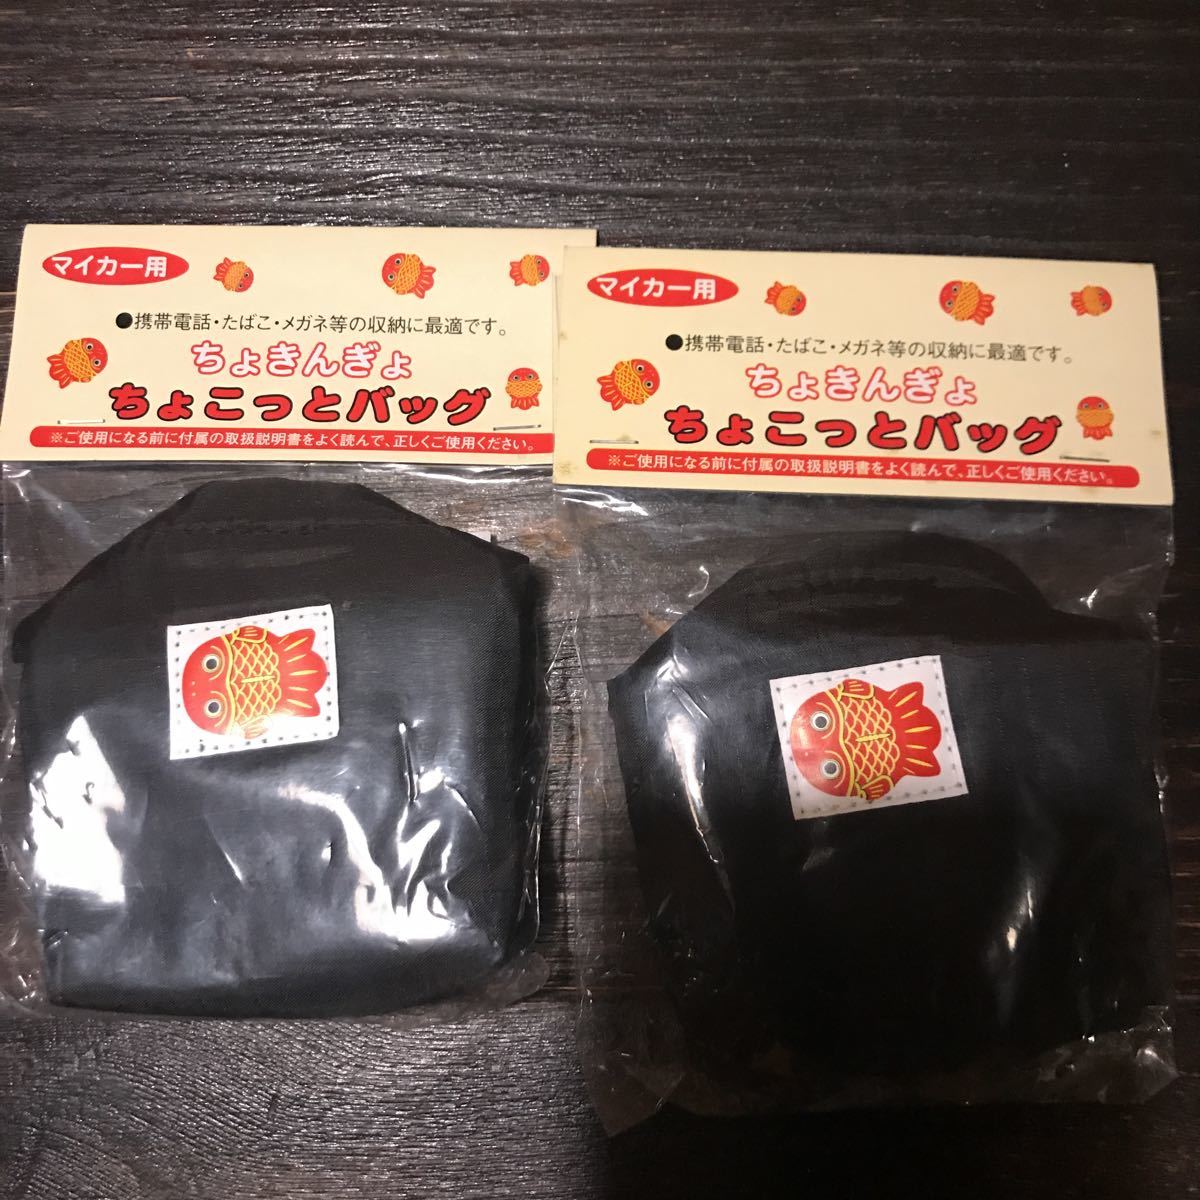 マイカー用
●携帯電話・たばこ・メガネ等の収納に最適です。
ちょきんぎょ
ちょこっとバッグ
※ご使用になる前に付属の取扱説明書をよく読んで、正しくご使用ください。
マイカー用
●携帯電話・たばこ・メガネ等の収納に最適です。
ちょきんぎょ
ちょこっとバッグ
※ご使用になる前に付属の取扱説明書をよく読んで、正しくご使用ください。